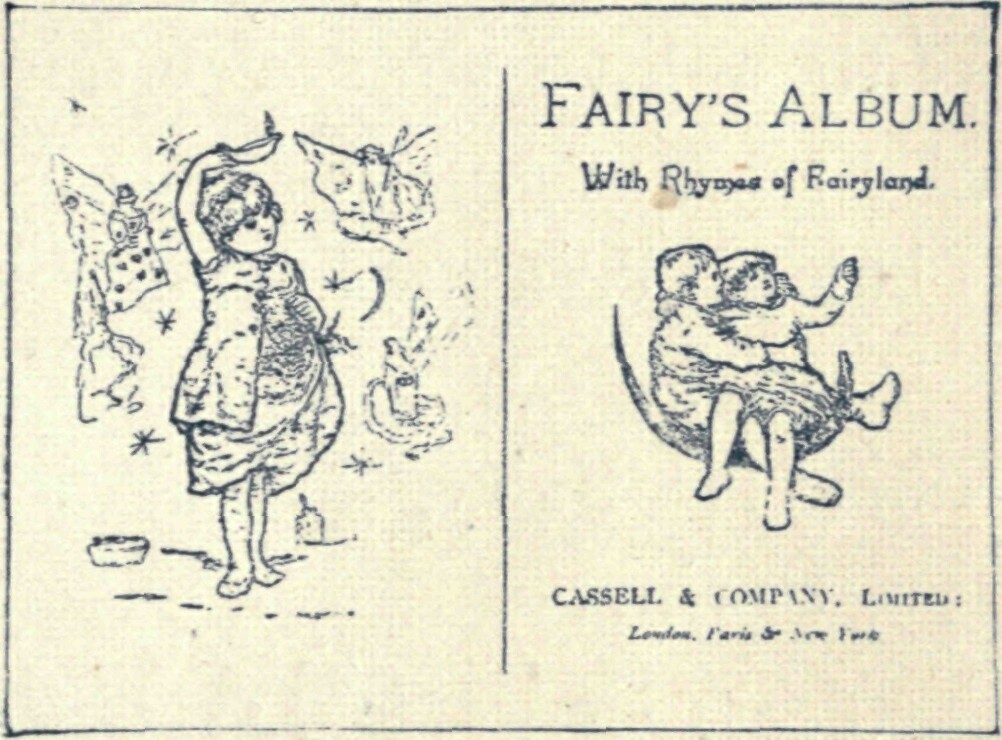 FAIRY'S ALBUM.
With Rhymes of Fairyland.
CASSELL & COMPANY, LIMITED:
London, Paris & New York